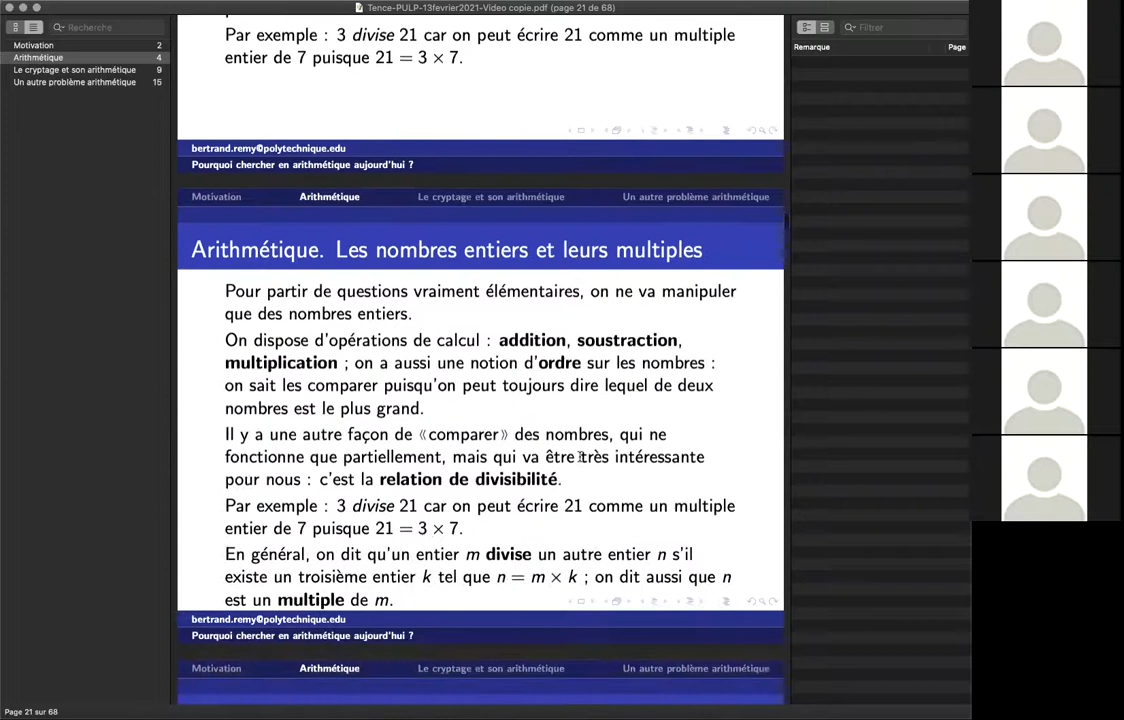 Tence-PULP-13fevrier2021-Video copie.pdf (page 21 de 68)
Recherche
Filtrer
Motivation 2
Arithmétique 4
Le cryptage et son arithmétique 9
Un autre problème arithmétique 15
Remarque Page
Par exemple : 3 divise 21 car on peut écrire 21 comme un multiple
entier de 7 puisque 21 = 3 × 7.
bertrand.remy@polytechnique.edu
Pourquoi chercher en arithmétique aujourd'hui ?
Motivation Arithmétique Le cryptage et son arithmétique Un autre problème arithmétique
Arithmétique. Les nombres entiers et leurs multiples
Pour partir de questions vraiment élémentaires, on ne va manipuler
que des nombres entiers.
On dispose d'opérations de calcul : addition, soustraction,
multiplication ; on a aussi une notion d'ordre sur les nombres :
on sait les comparer puisqu'on peut toujours dire lequel de deux
nombres est le plus grand.
Il y a une autre façon de «comparer» des nombres, qui ne
fonctionne que partiellement, mais qui va être très intéressante
pour nous : c'est la relation de divisibilité.
Par exemple : 3 divise 21 car on peut écrire 21 comme un multiple
entier de 7 puisque 21 = 3 × 7.
En général, on dit qu'un entier m divise un autre entier n s'il
existe un troisième entier k tel que n = m × k ; on dit aussi que n
est un multiple de m.
bertrand.remy@polytechnique.edu
Pourquoi chercher en arithmétique aujourd'hui ?
Motivation Arithmétique Le cryptage et son arithmétique Un autre problème arithmétique
Page 21 sur 68